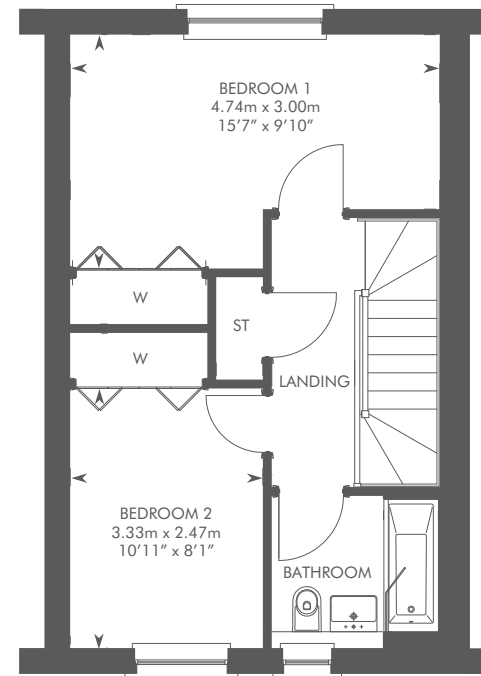 BEDROOM 1
4.74m x 3.00m
15’7” x 9’10”
W
ST
W
LANDING
BEDROOM 2
3.33m x 2.47m
10’11” x 8’1”
BATHROOM